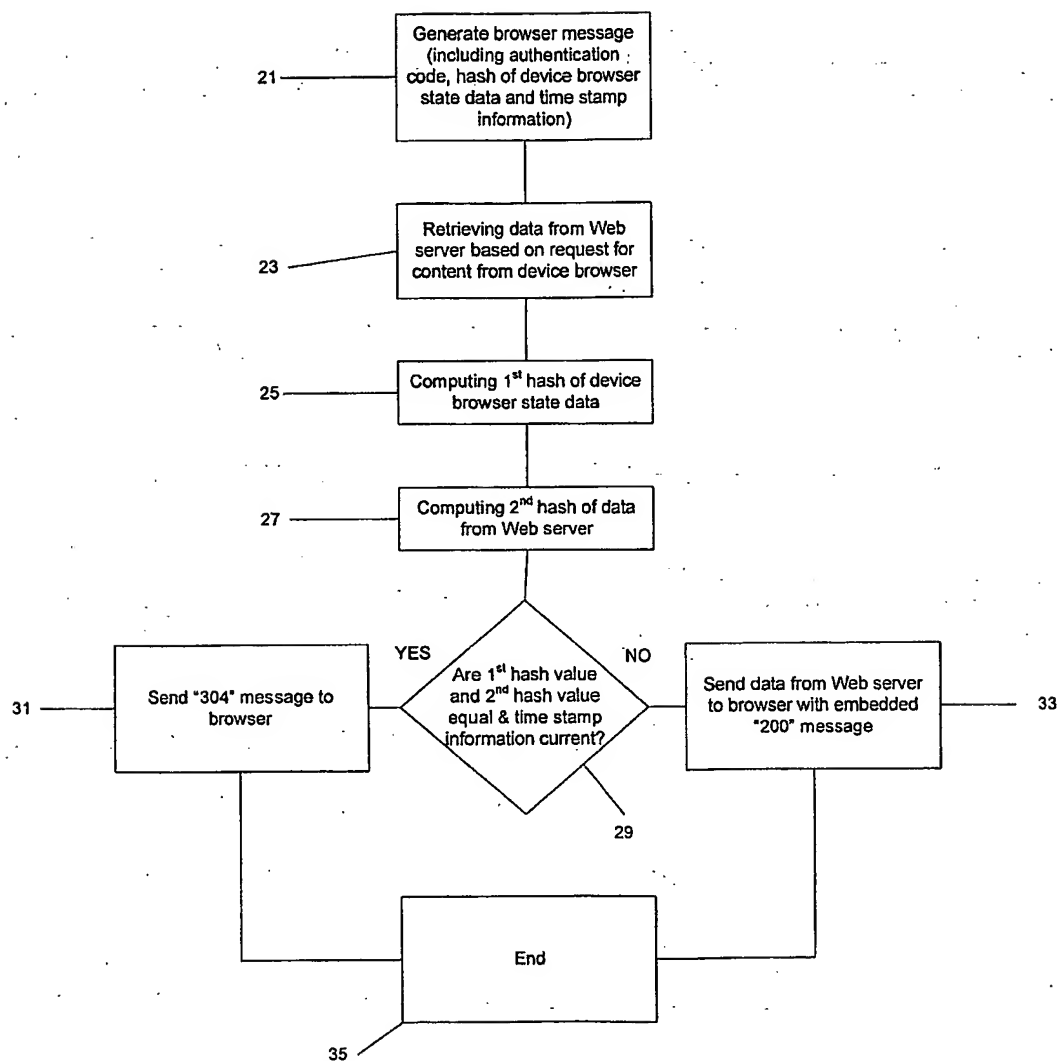 Generate browser message
(including authentication
code, hash of device browser
state data and time stamp
information)
21
Retrieving data from Web
server based on request for
content from device browser
23
Computing 1st hash of device
browser state data
25
Computing 2nd hash of data
from Web server
27
YES
NO
Are 1st hash value
and 2nd hash value
equal & time stamp
information current?
29
Send "304" message to
browser
31
Send data from Web server
to browser with embedded
"200" message
33
End
35